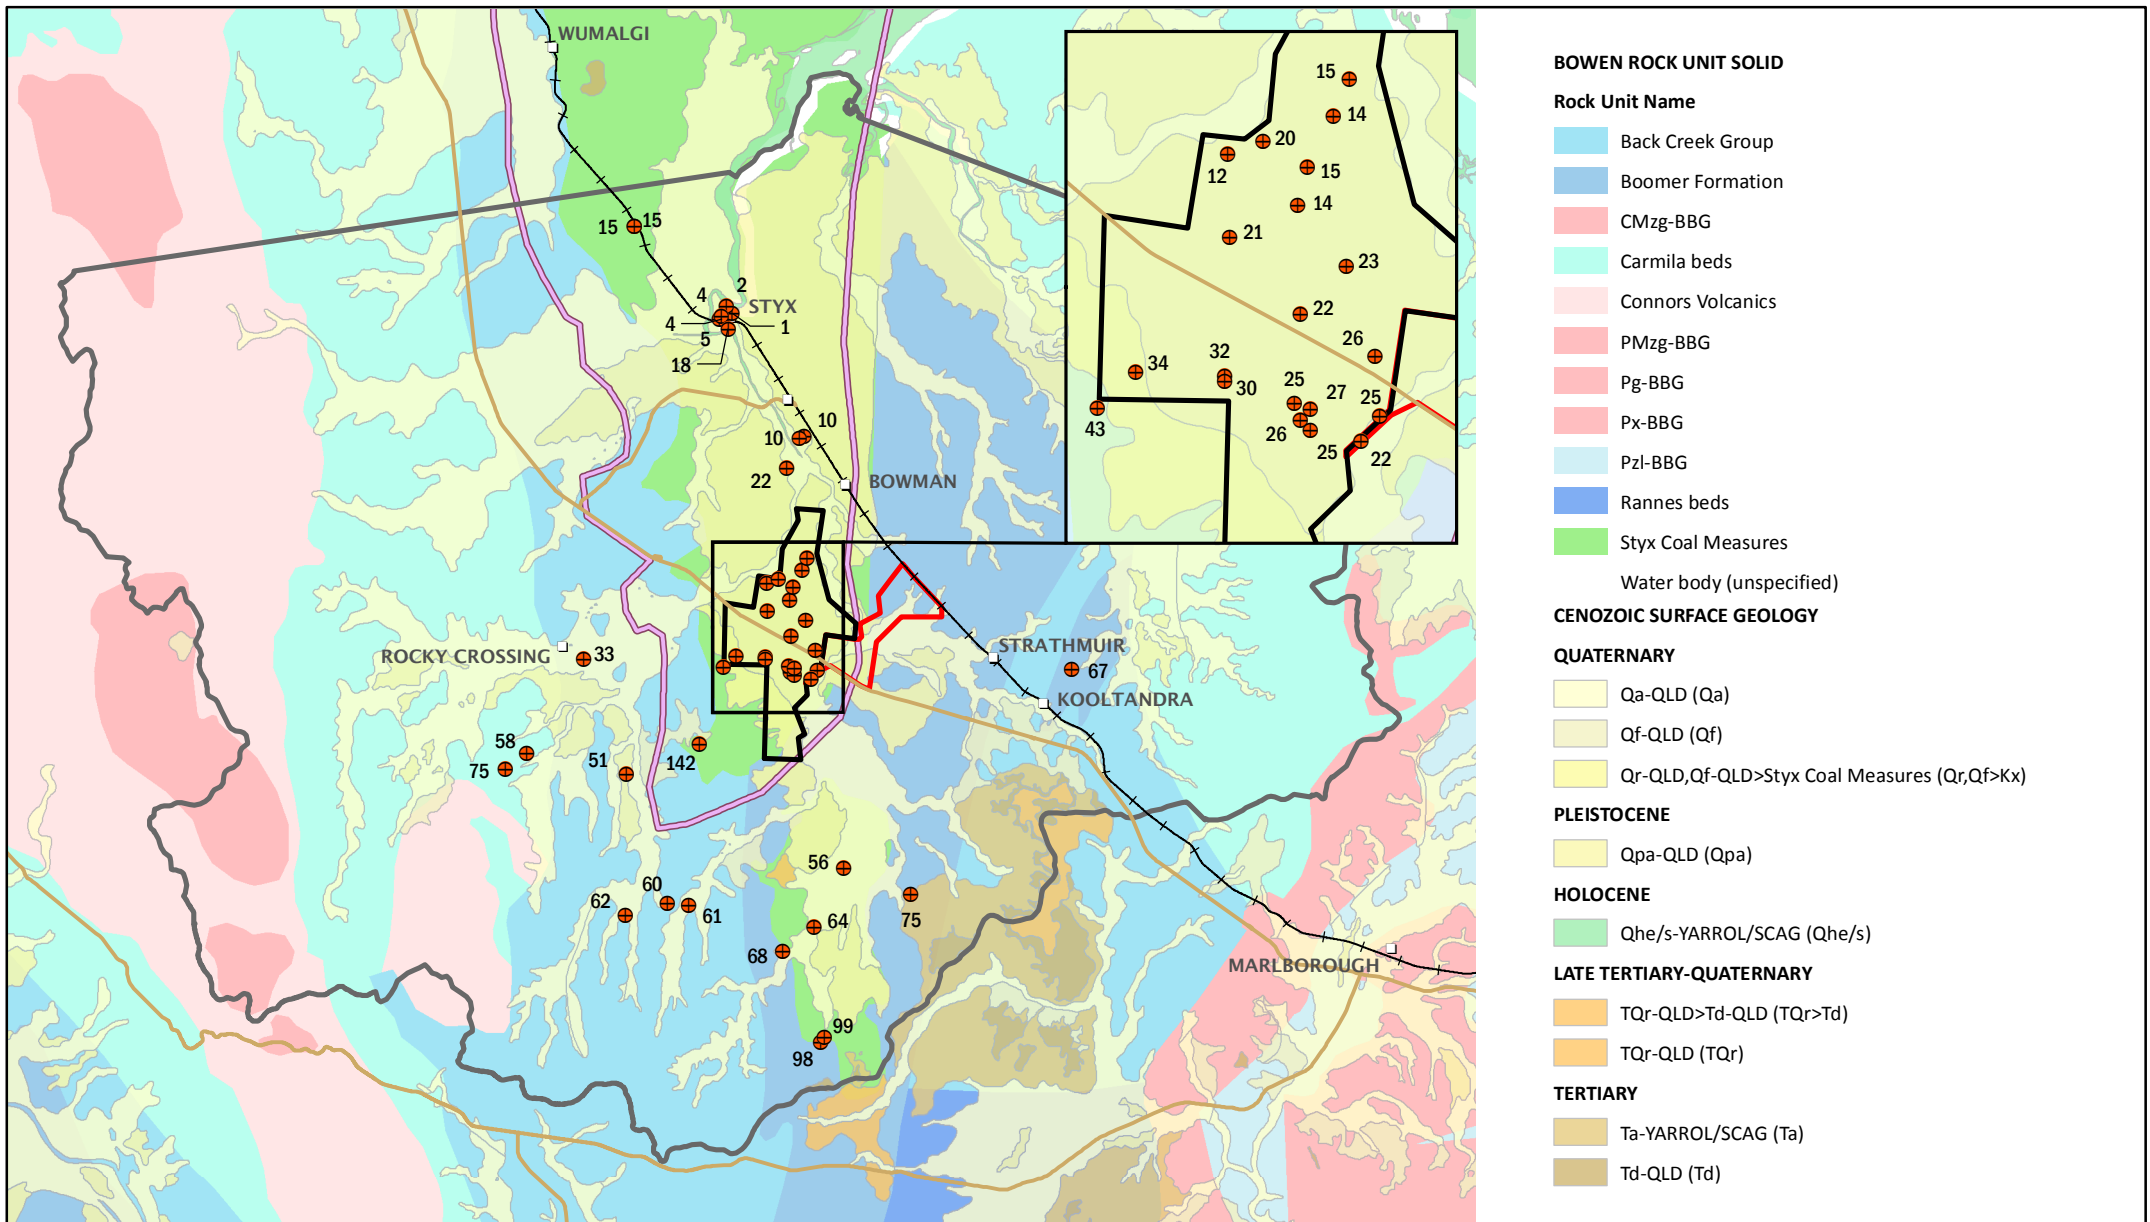 WUMALGI
15 15
2
4
STYX
4
1
5
18
10
10
22
BOWMAN
ROCKY CROSSING
33
STRATHMUIR
67
KOOLTANDRA
58
75
51
142
56
60
62
61
75
64
68
MARLBOROUGH
99
98
15
14
20
12
15
14
21
23
22
26
34
32
30
25
27
25
43
26
25
22
BOWEN ROCK UNIT SOLID
Rock Unit Name
Back Creek Group
Boomer Formation
CMzg-BBG
Carmila beds
Connors Volcanics
PMzg-BBG
Pg-BBG
Px-BBG
Pzl-BBG
Rannes beds
Styx Coal Measures
Water body (unspecified)
CENOZOIC SURFACE GEOLOGY
QUATERNARY
Qa-QLD (Qa)
Qf-QLD (Qf)
Qr-QLD,Qf-QLD>Styx Coal Measures (Qr,Qf>Kx)
PLEISTOCENE
Qpa-QLD (Qpa)
HOLOCENE
Qhe/s-YARROL/SCAG (Qhe/s)
LATE TERTIARY-QUATERNARY
TQr-QLD>Td-QLD (TQr>Td)
TQr-QLD (TQr)
TERTIARY
Ta-YARROL/SCAG (Ta)
Td-QLD (Td)